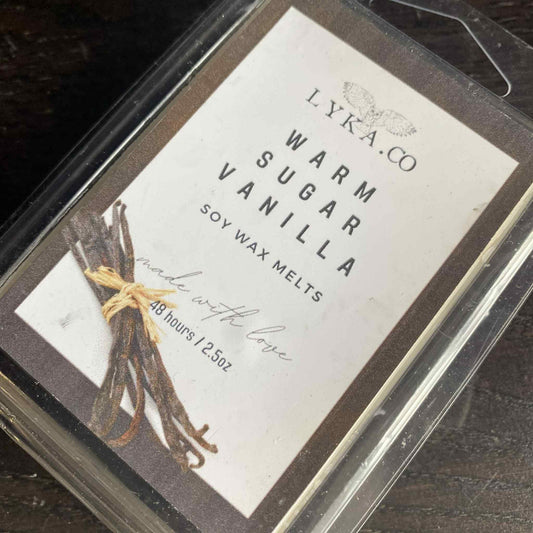 LYKA.CO
WARM
SUGAR
VANILLA
SOY WAX MELTS
made with love
48 hours / 2.5oz